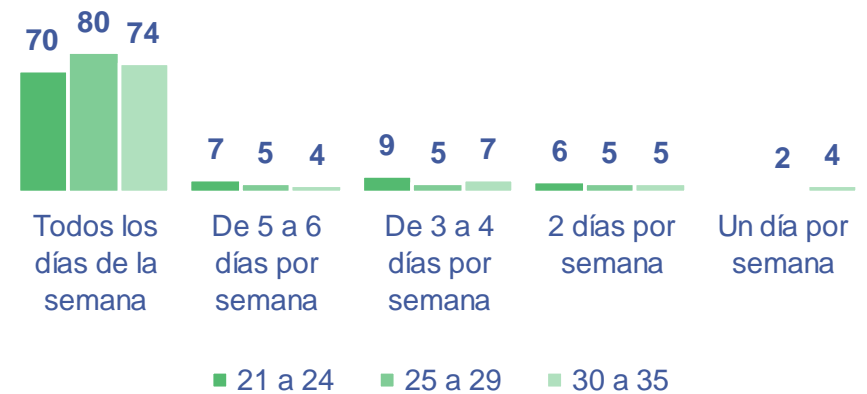 70 80 74
7 5 4
9 5 7
6 5 5
2 4
Todos los
días de la
semana
De 5 a 6
días por
semana
De 3 a 4
días por
semana
2 días por
semana
Un día por
semana
21 a 24
25 a 29
30 a 35